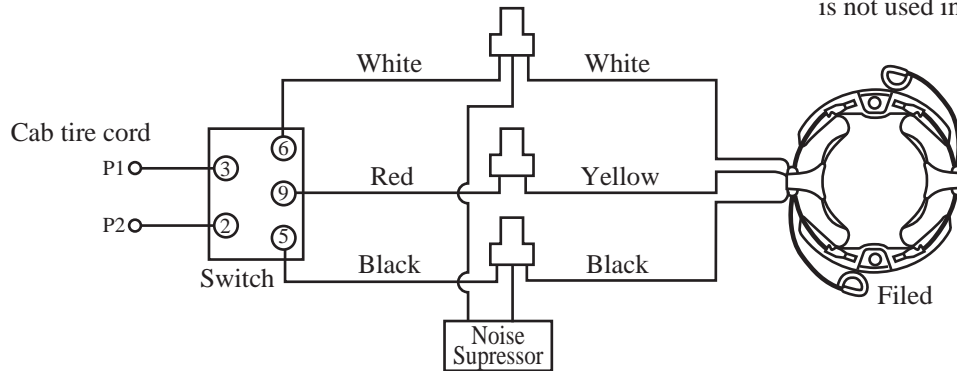 is not used in
White
White
Cab tire cord
P1
3
6
Red
9
Yellow
P2
2
5
Switch
Black
Black
Filed
Noise
Supressor